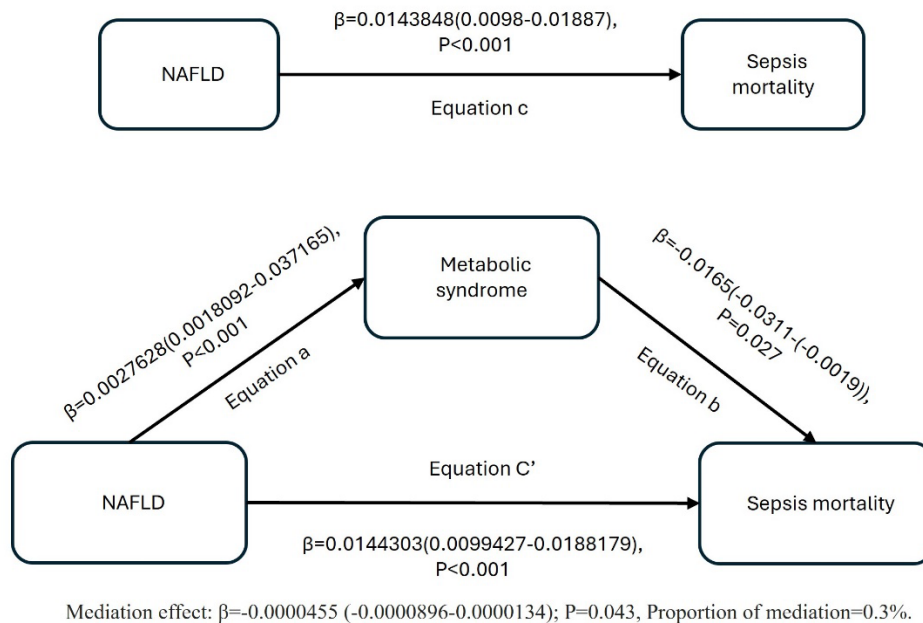 β=0.0143848(0.0098-0.01887),
P<0.001
NAFLD
Sepsis
mortality
Equation c
β=0.0027628(0.0018092-0.037165),
P<0.001
Equation a
Metabolic
syndrome
β=-0.0165(-0.0311-(-0.0019)),
P=0.027
Equation b
NAFLD
Equation C’
Sepsis mortality
β=0.0144303(0.0099427-0.0188179),
P<0.001
Mediation effect: β=-0.0000455 (-0.0000896-0.0000134); P=0.043, Proportion of mediation=0.3%.